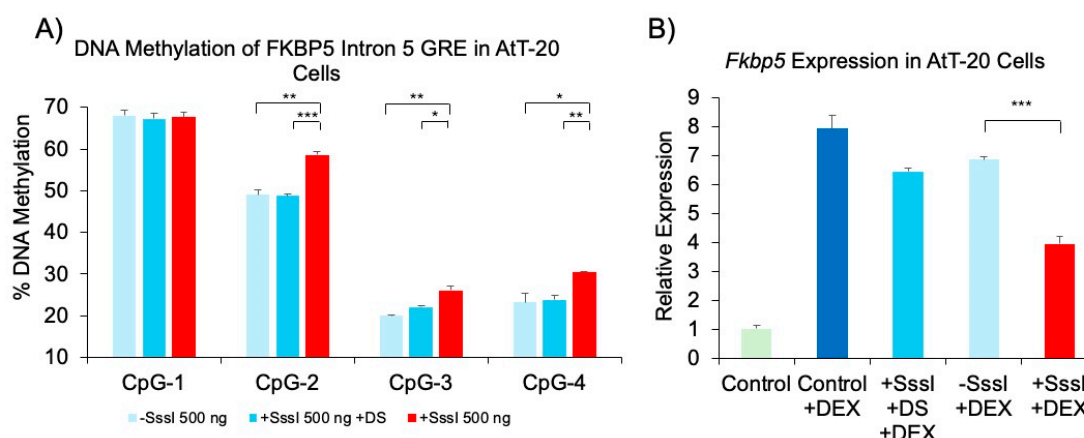 A)
DNA Methylation of FKBP5 Intron 5 GRE in AtT-20
Cells
% DNA Methylation
70
60
50
40
30
20
10
** *** ** * * **
CpG-1 CpG-2 CpG-3 CpG-4
-SssI 500 ng +SssI 500 ng +DS +SssI 500 ng
B)
Fkbp5 Expression in AtT-20 Cells
Relative Expression
9
8
7
6
5
4
3
2
1
0
***
Control Control +SssI -SssI +SssI
+DEX +DS +DEX +DEX
+DEX